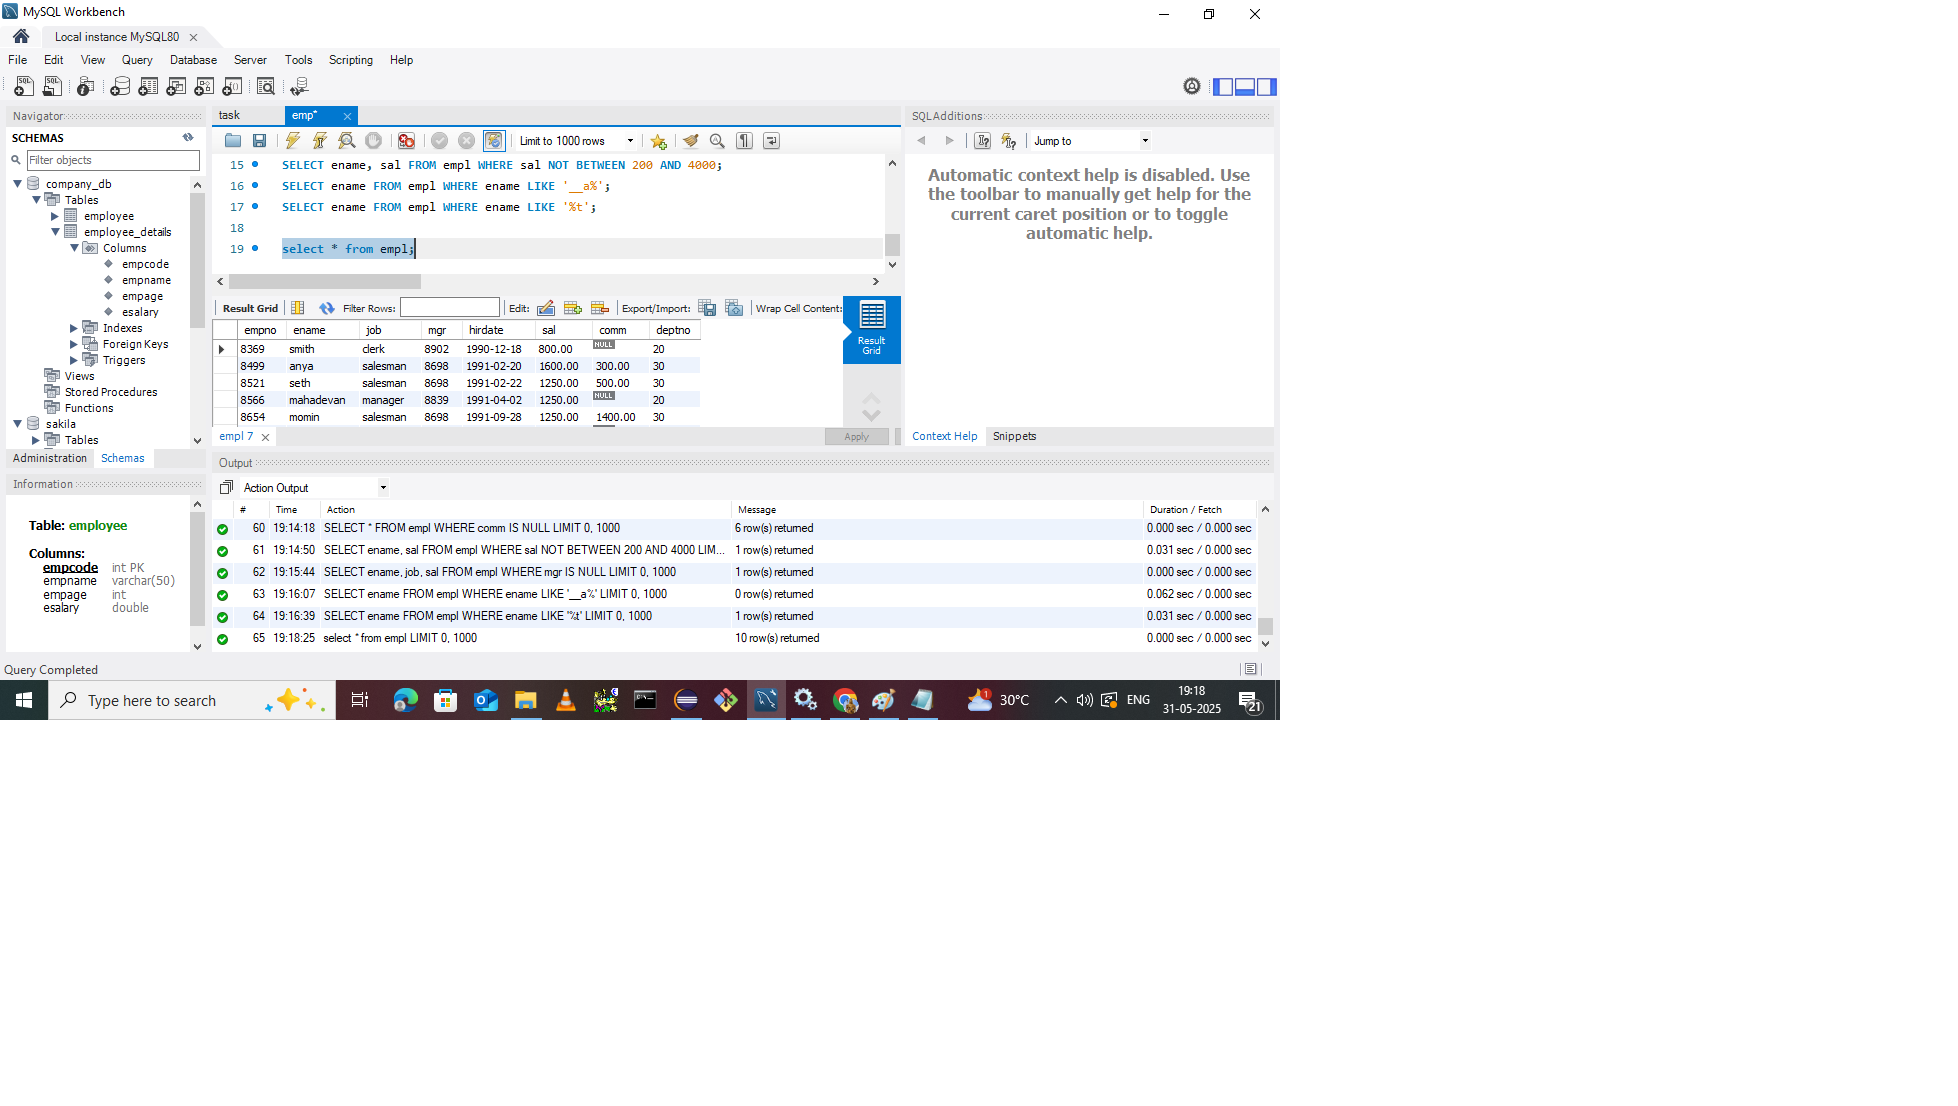 MySQL Workbench
Local instance MySQL80
File Edit View Query Database Server Tools Scripting Help
Navigator
SCHEMAS
Filter objects
company_db
Tables
employee
employee_details
Columns
empcode
empname
empage
esalary
Indexes
Foreign Keys
Triggers
Views
Stored Procedures
Functions
sakila
Tables
Administration Schemas
Information
Table: employee
Columns:
empcode int PK
empname varchar(50)
empage int
esalary double
task emp*
Limit to 1000 rows
15 SELECT ename, sal FROM empl WHERE sal NOT BETWEEN 200 AND 4000;
16 SELECT ename FROM empl WHERE ename LIKE '__a%';
17 SELECT ename FROM empl WHERE ename LIKE '%t';
18
19 select * from empl;
Result Grid Filter Rows: Edit: Export/Import: Wrap Cell Content:
empno ename job mgr hirdate sal comm deptno
8369 smith clerk 8902 1990-12-18 800.00 NULL 20
8499 anya salesman 8698 1991-02-20 1600.00 300.00 30
8521 seth salesman 8698 1991-02-22 1250.00 500.00 30
8566 mahadevan manager 8839 1991-04-02 1250.00 NULL 20
8654 momin salesman 8698 1991-09-28 1250.00 1400.00 30
Result
Grid
empl 7
Apply
SQLAdditions
Jump to
Automatic context help is disabled. Use
the toolbar to manually get help for the
current caret position or to toggle
automatic help.
Context Help Snippets
Output
Action Output
# Time Action Message Duration / Fetch
60 19:14:18 SELECT * FROM empl WHERE comm IS NULL LIMIT 0, 1000 6 row(s) returned 0.000 sec / 0.000 sec
61 19:14:50 SELECT ename, sal FROM empl WHERE sal NOT BETWEEN 200 AND 4000 LIM... 1 row(s) returned 0.031 sec / 0.000 sec
62 19:15:44 SELECT ename, job, sal FROM empl WHERE mgr IS NULL LIMIT 0, 1000 1 row(s) returned 0.000 sec / 0.000 sec
63 19:16:07 SELECT ename FROM empl WHERE ename LIKE '__a%' LIMIT 0, 1000 0 row(s) returned 0.062 sec / 0.000 sec
64 19:16:39 SELECT ename FROM empl WHERE ename LIKE '%t' LIMIT 0, 1000 1 row(s) returned 0.031 sec / 0.000 sec
65 19:18:25 select * from empl LIMIT 0, 1000 10 row(s) returned 0.000 sec / 0.000 sec
Query Completed
Type here to search
1
30°C
ENG
19:18
31-05-2025
21